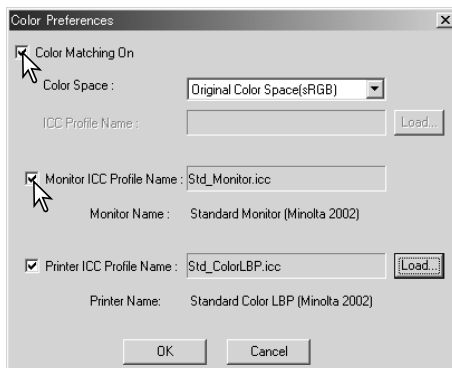 Color Preferences
Color Matching On
Color Space : Original Color Space(sRGB)
ICC Profile Name : Load...
Monitor ICC Profile Name : Std_Monitor.icc
Monitor Name : Standard Monitor (Minolta 2002)
Printer ICC Profile Name : Std_ColorLBP.icc Load...
Printer Name: Standard Color LBP (Minolta 2002)
OK Cancel